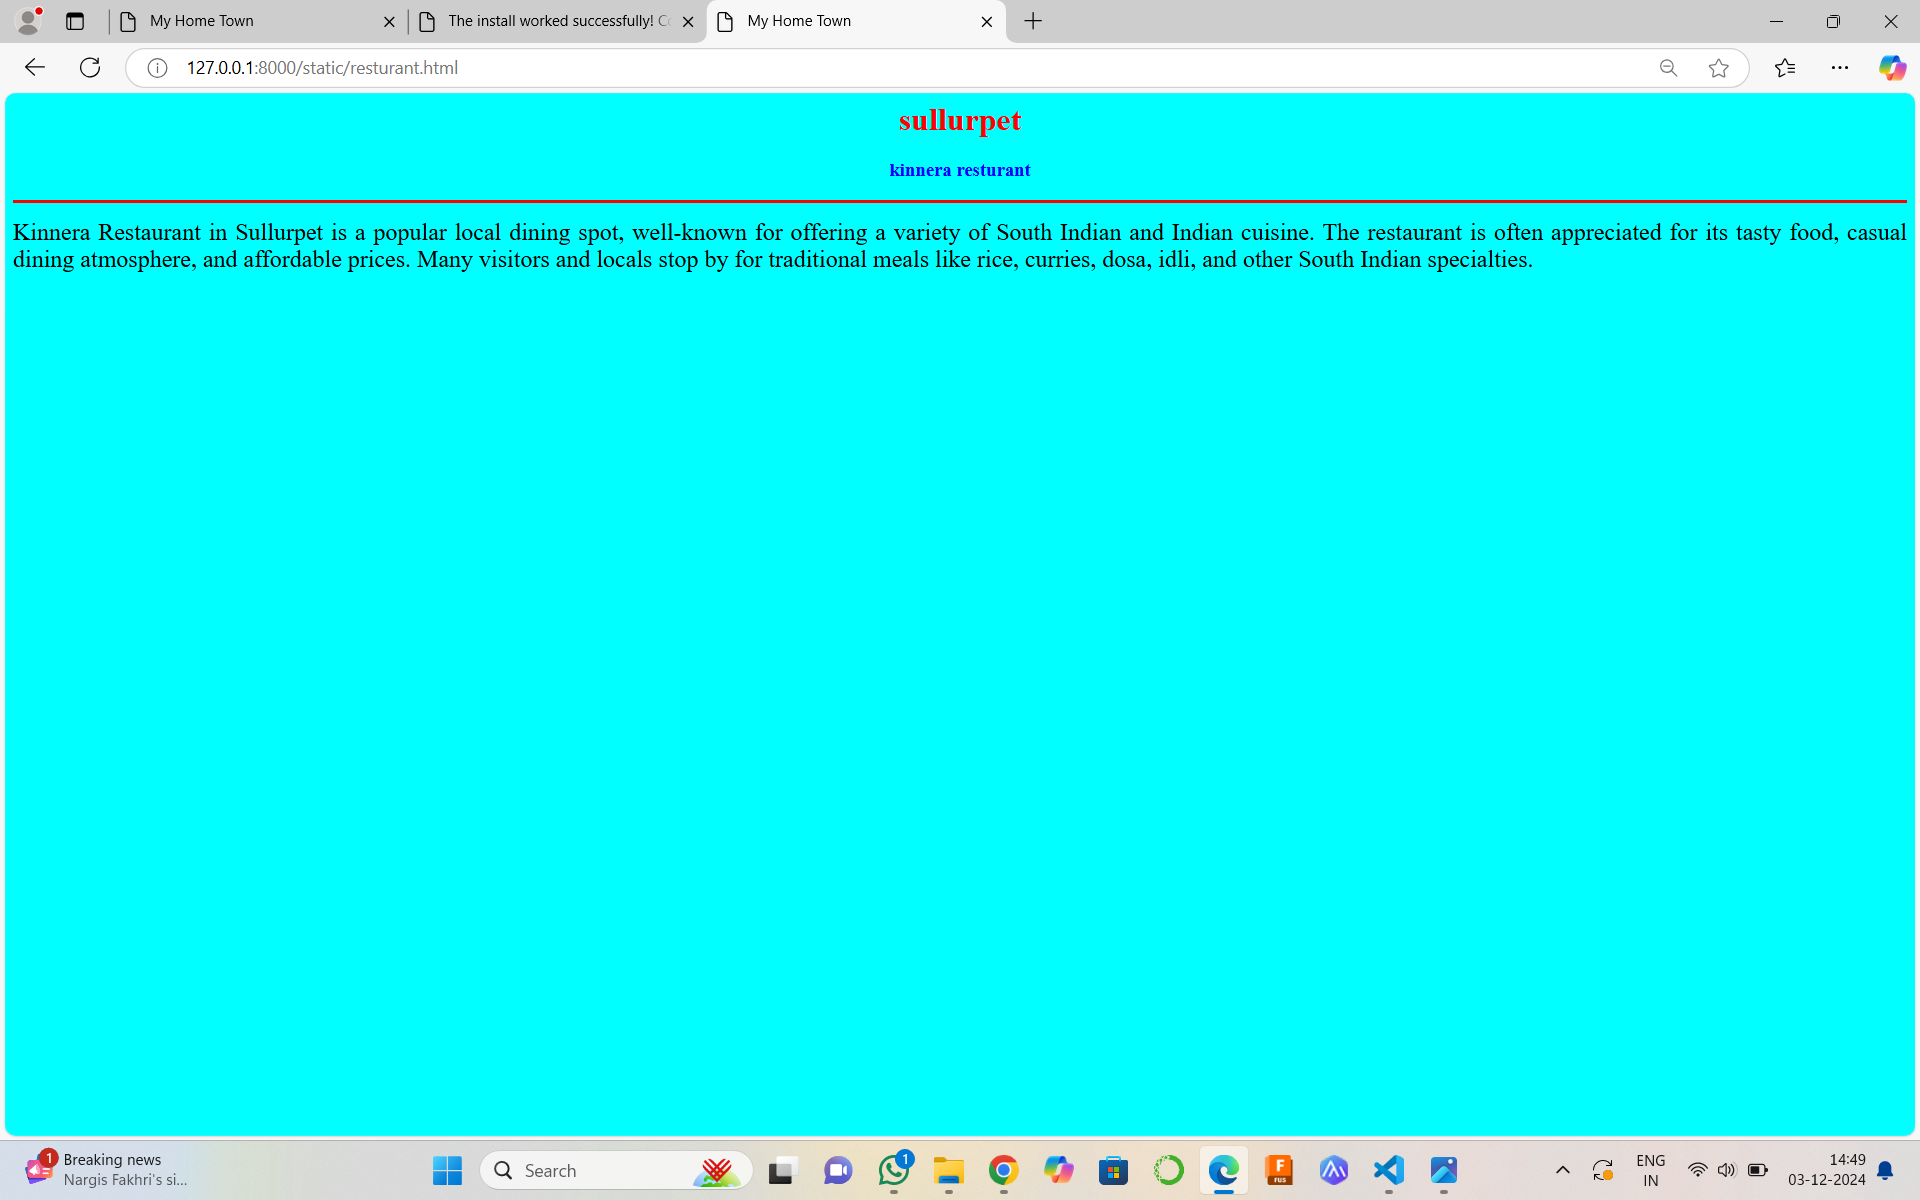 My Home Town
The install worked successfully! Co
My Home Town
127.0.0.1:8000/static/resturant.html
sullurpet
kinnera resturant
Kinnera Restaurant in Sullurpet is a popular local dining spot, well-known for offering a variety of South Indian and Indian cuisine. The restaurant is often appreciated for its tasty food, casual
dining atmosphere, and affordable prices. Many visitors and locals stop by for traditional meals like rice, curries, dosa, idli, and other South Indian specialties.
1
Breaking news
Nargis Fakhri's si...
Search
1
F
FUS
ENG
IN
14:49
03-12-2024